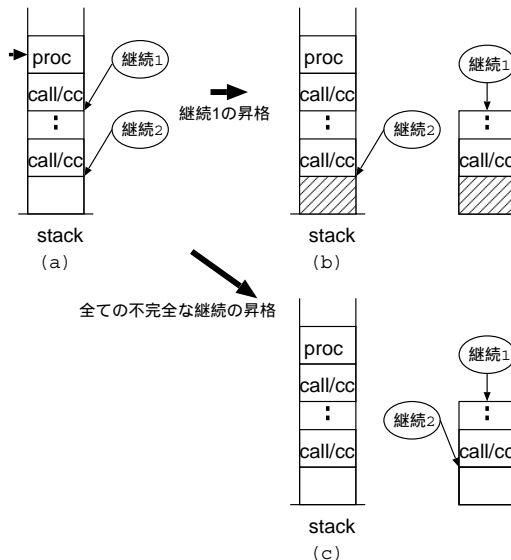 proc
継続1
call/cc
継続2
call/cc
stack
(a)
継続1の昇格
proc
call/cc
継続2
call/cc
stack
(b)
継続1
call/cc
全ての不完全な継続の昇格
proc
call/cc
call/cc
stack
(c)
継続1
継続2
call/cc